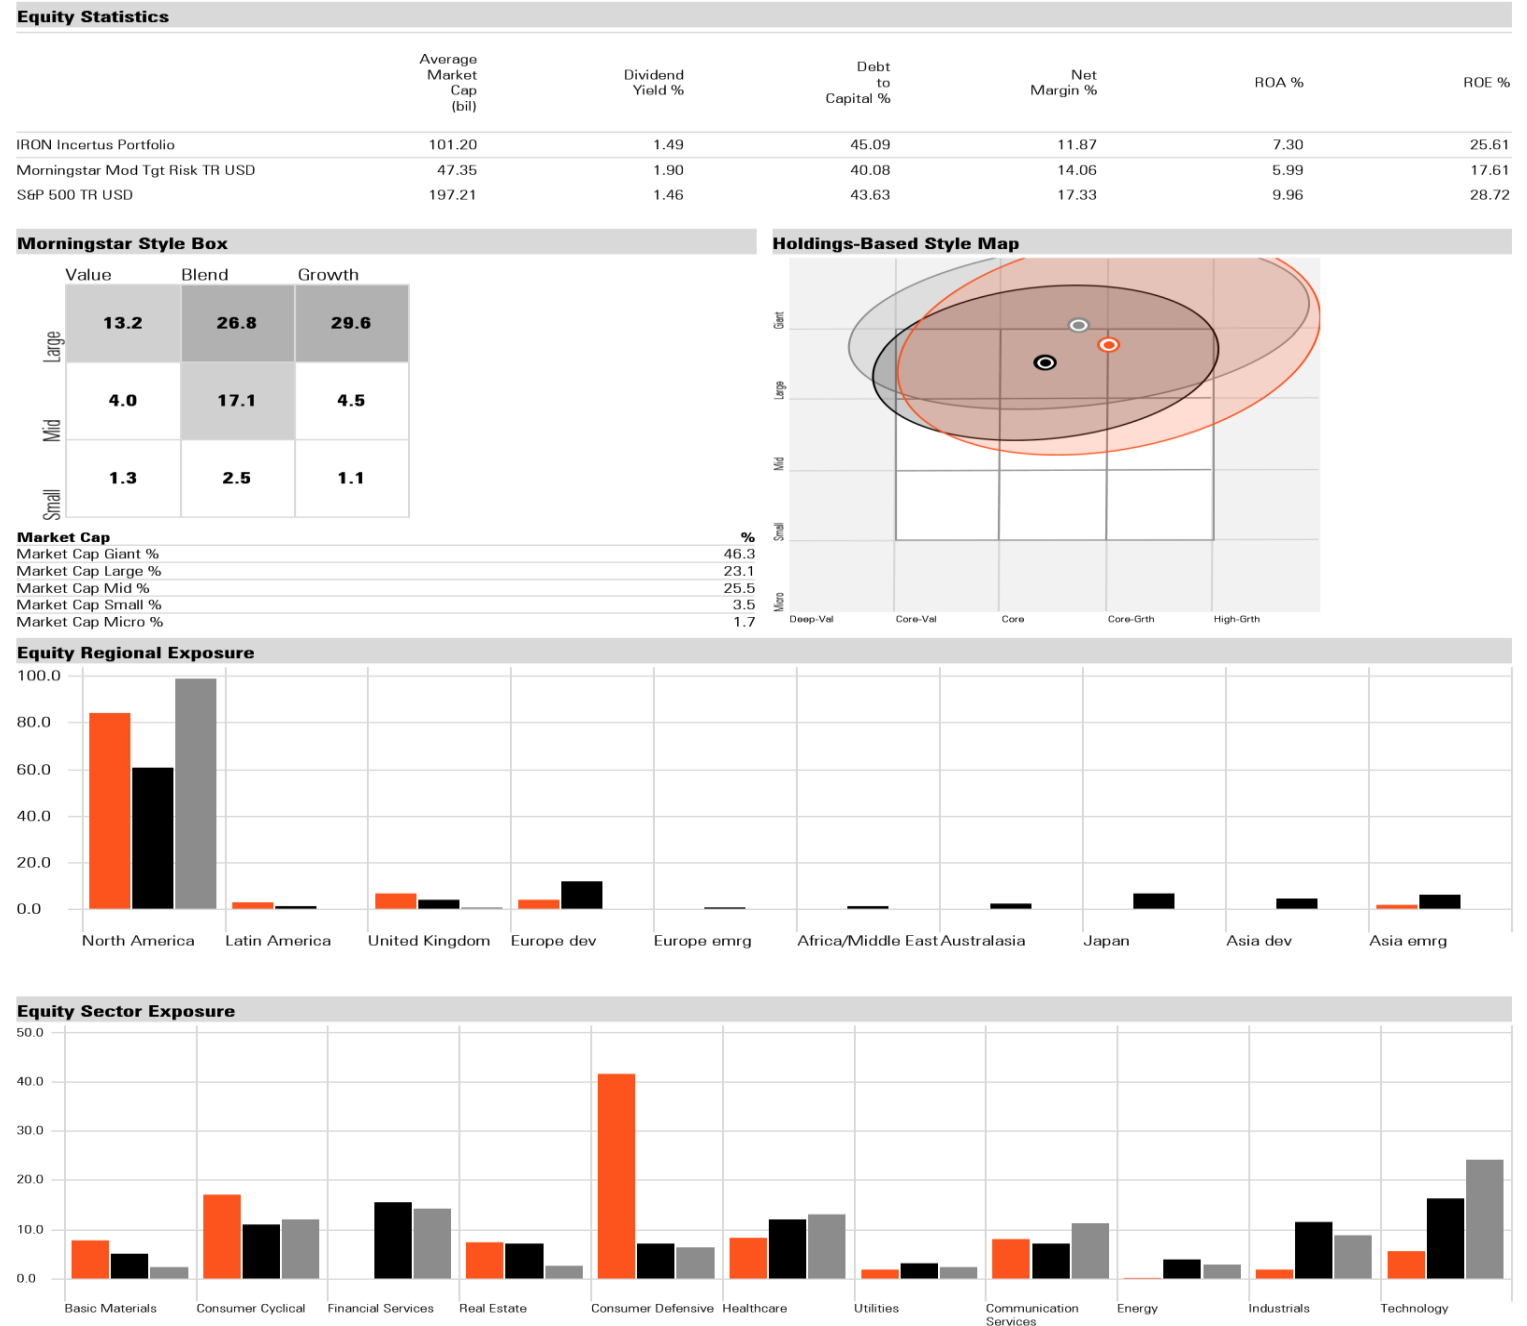 Equity Statistics
Average Market Cap (bil) Dividend Yield % Debt to Capital % Net Margin % ROA % ROE %
IRON Incertus Portfolio 101.20 1.49 45.09 11.87 7.30 25.61
Morningstar Mod Tgt Risk TR USD 47.35 1.90 40.08 14.06 5.99 17.61
S&P 500 TR USD 197.21 1.46 43.63 17.33 9.96 28.72
Morningstar Style Box
Value Blend Growth
Large 13.2 26.8 29.6
Mid 4.0 17.1 4.5
Small 1.3 2.5 1.1
Market Cap %
Market Cap Giant % 46.3
Market Cap Large % 23.1
Market Cap Mid % 25.5
Market Cap Small % 3.5
Market Cap Micro % 1.7
Holdings-Based Style Map
Giant
Large
Mid
Small
Micro
Deep-Val Core-Val Core Core-Grth High-Grth
Equity Regional Exposure
100.0
80.0
60.0
40.0
20.0
0.0
North America Latin America United Kingdom Europe dev Europe emrg Africa/Middle East Australasia Japan Asia dev Asia emrg
Equity Sector Exposure
50.0
40.0
30.0
20.0
10.0
0.0
Basic Materials Consumer Cyclical Financial Services Real Estate Consumer Defensive Healthcare Utilities Communication Services Energy Industrials Technology